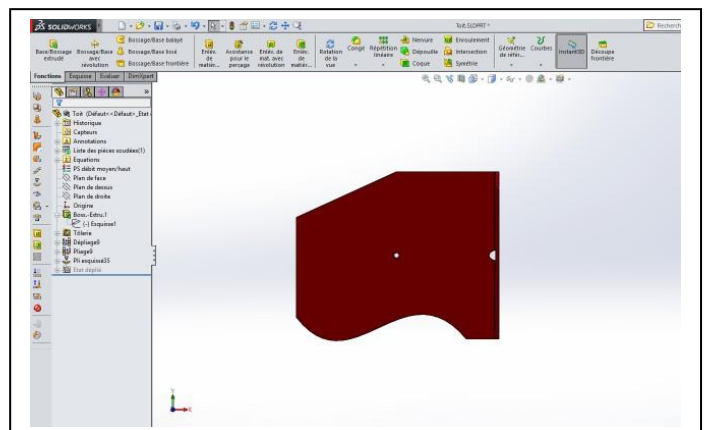 SOLIDWORKS
Toit.SLDPRT *
Recherch
Base/Bossage extrudé
Bossage/Base avec révolution
Bossage/Base balayé
Bossage/Base lissé
Bossage/Base frontière
Enlèv. de matièr...
Assistance pour le perçage
Enlèv. de mat. avec révolution
Enlèv. de matièr...
Rotation de la vue
Congé
Répétition linéaire
Nervure
Dépouille
Coque
Enroulement
Intersection
Symétrie
Géométrie de référ...
Courbes
Instant3D
Découpe frontière
Fonctions
Esquisse
Evaluer
DimXpert
Toit (Défaut<<Défaut>_Etat
Historique
Capteurs
Annotations
Liste des pièces soudées(1)
Equations
PS débit moyen/haut
Plan de face
Plan de dessus
Plan de droite
Origine
Boss.-Extru.1
(-) Esquisse1
Tôlerie
Dépliage9
Pliage9
Pli esquissé35
Etat déplié
Y
X